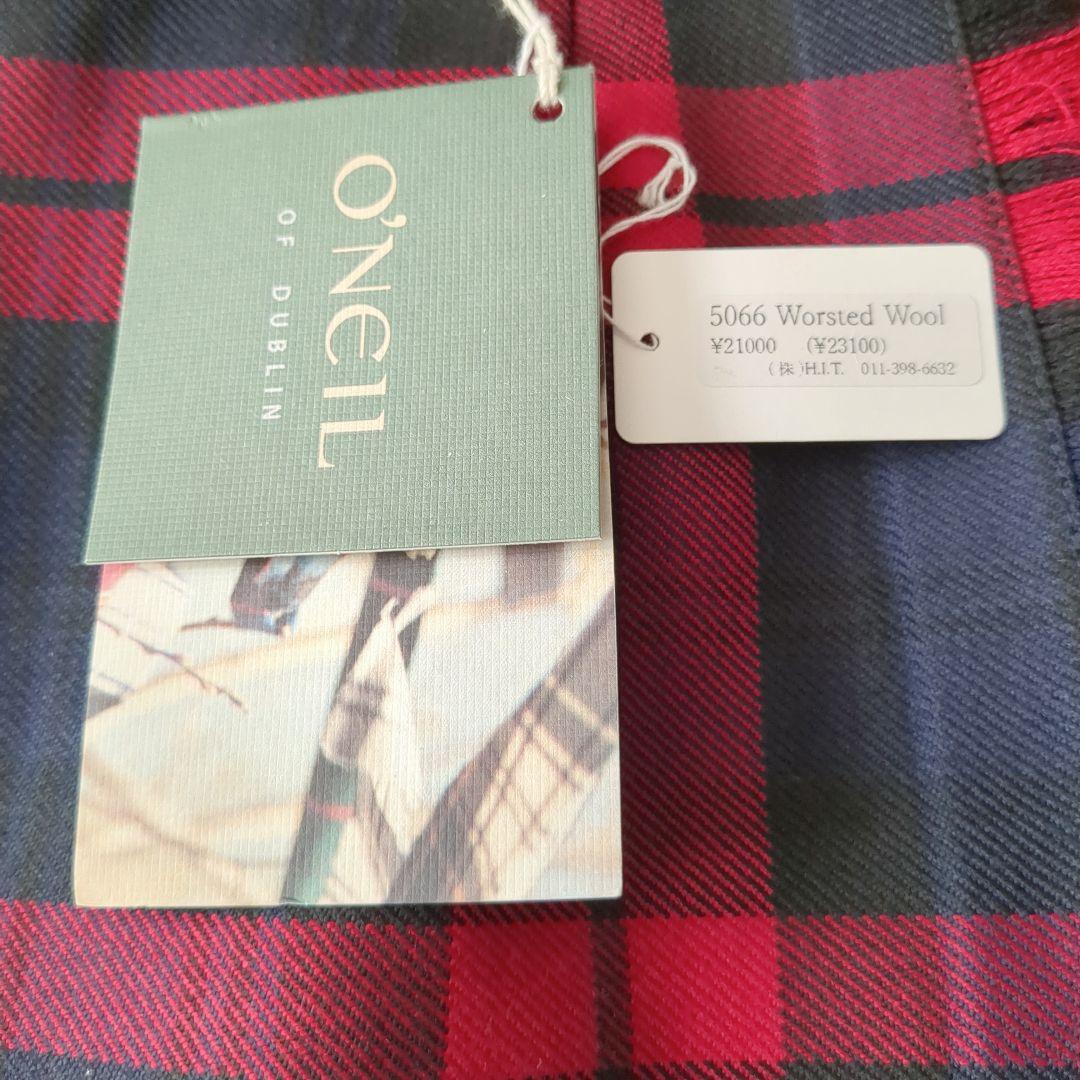 O'NEIL
OF DUBLIN
5066 Worsted Wool
¥21000 (¥23100)
(株)H.I.T. 011-398-6632